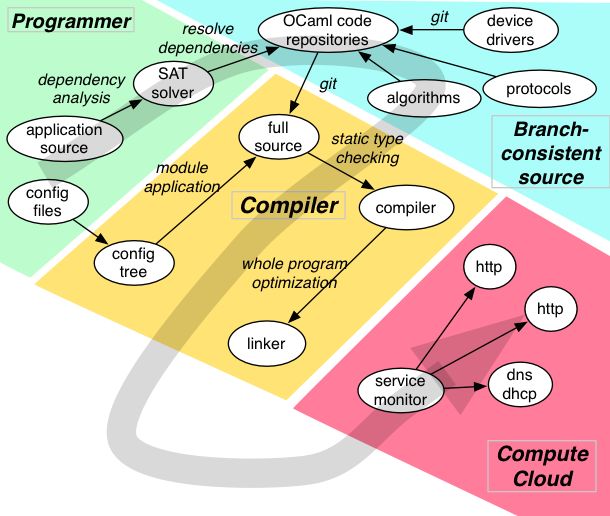 Programmer
resolve
dependencies
OCaml code
repositories
git
device
drivers
dependency
analysis
SAT
solver
git
algorithms
protocols
application
source
full
source
static type
checking
Branch-
consistent
source
module
application
config
files
Compiler
compiler
config
tree
whole program
optimization
http
http
linker
service
monitor
dns
dhcp
Compute
Cloud